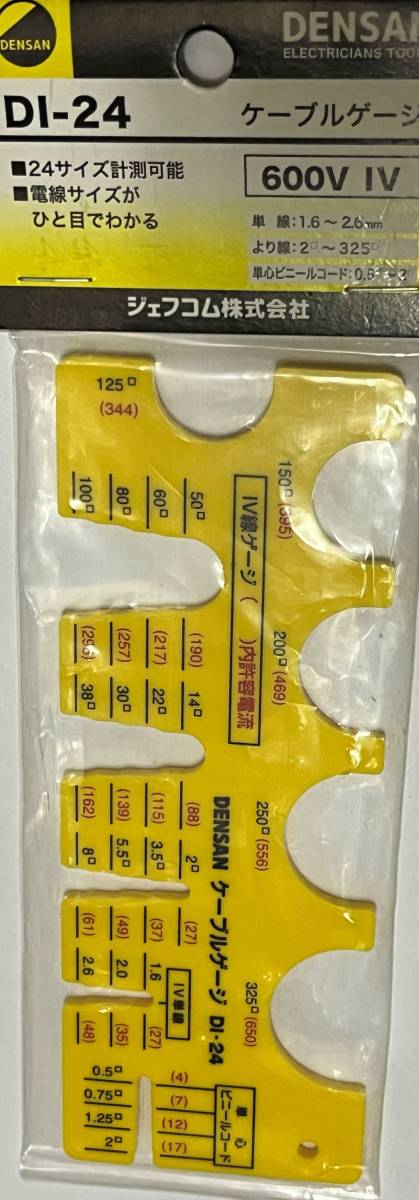 DENSAN
DENSAN
ELECTRICIANS TOOL
DI-24
ケーブルゲージ
■24サイズ計測可能
■電線サイズが
ひと目でわかる
600V IV
単 線:1.6～2.6mm
より線:2□～325□
単心ビニールコード:0.5
ジェフコム株式会社
125□
(344)
150□(395)
200□(469)
250□(556)
325□(650)
IV線ゲージ( )内許容電流
50□
60□
80□
100□
(190)
(217)
(257)
(298)
14□
22□
30□
38□
(88)
(115)
(139)
(162)
2□
3.5□
5.5□
8□
(27)
(37)
(49)
(61)
DENSAN ケーブルゲージ DI-24
IV単線
1.6
2.0
2.6
(27)
(35)
(48)
単心
ビニールコード
0.5□ (4)
0.75□ (7)
1.25□ (12)
2□ (17)